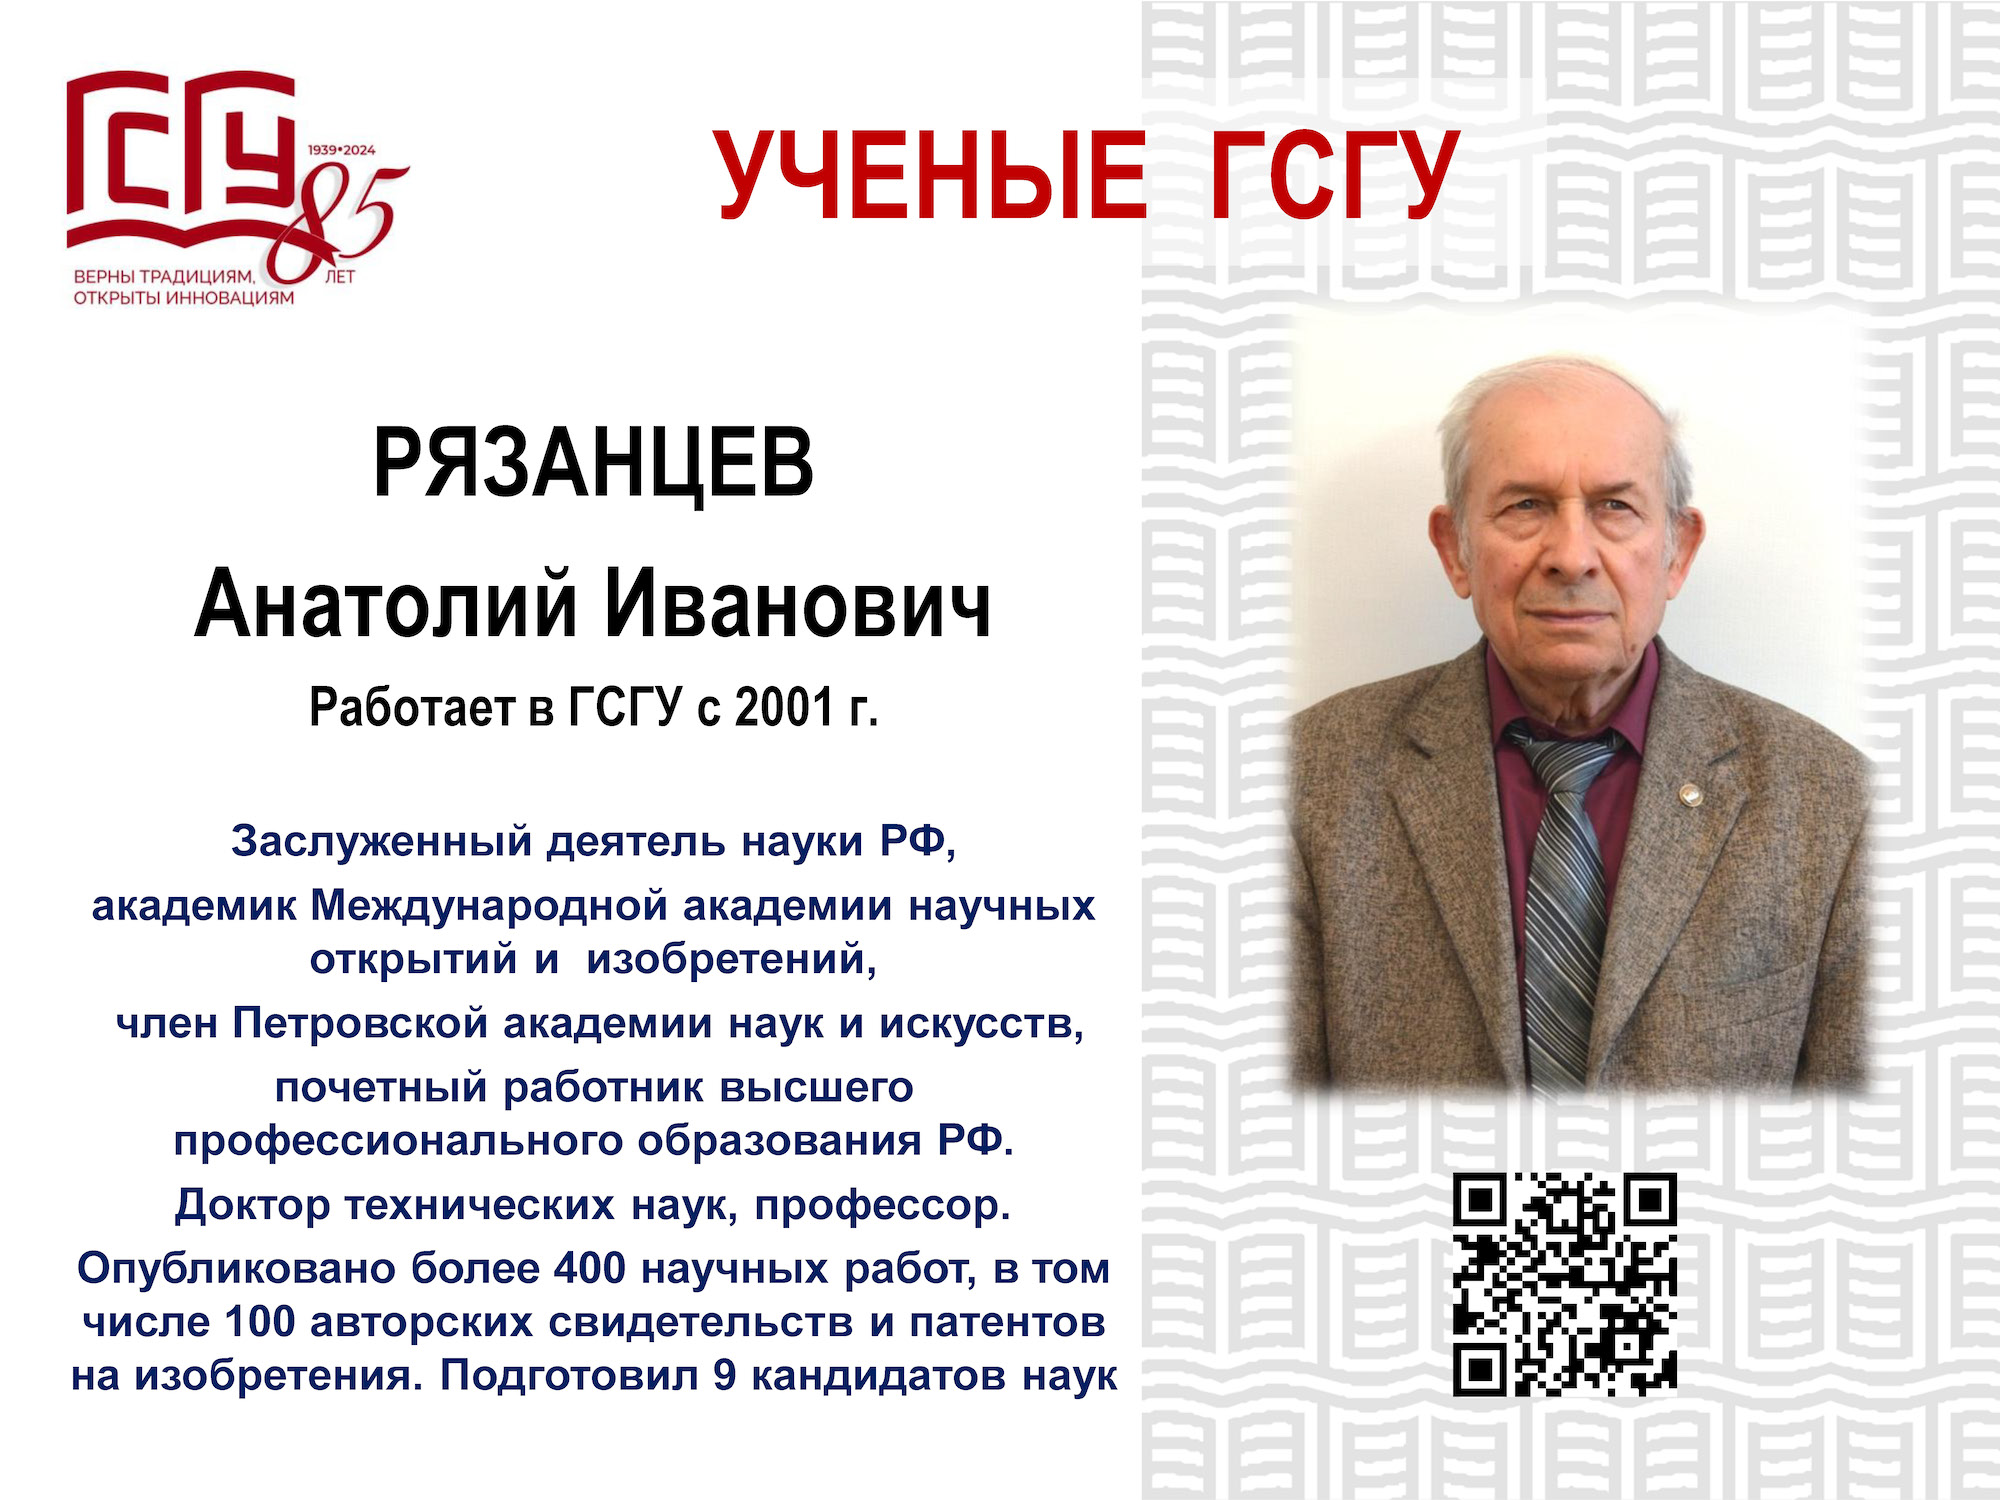 ГСГУ
1939•2024
85
ВЕРНЫ ТРАДИЦИЯМ, ЛЕТ
ОТКРЫТЫ ИННОВАЦИЯМ
УЧЕНЫЕ ГСГУ
РЯЗАНЦЕВ
Анатолий Иванович
Работает в ГСГУ с 2001 г.
Заслуженный деятель науки РФ,
академик Международной академии научных
открытий и изобретений,
член Петровской академии наук и искусств,
почетный работник высшего
профессионального образования РФ.
Доктор технических наук, профессор.
Опубликовано более 400 научных работ, в том
числе 100 авторских свидетельств и патентов
на изобретения. Подготовил 9 кандидатов наук